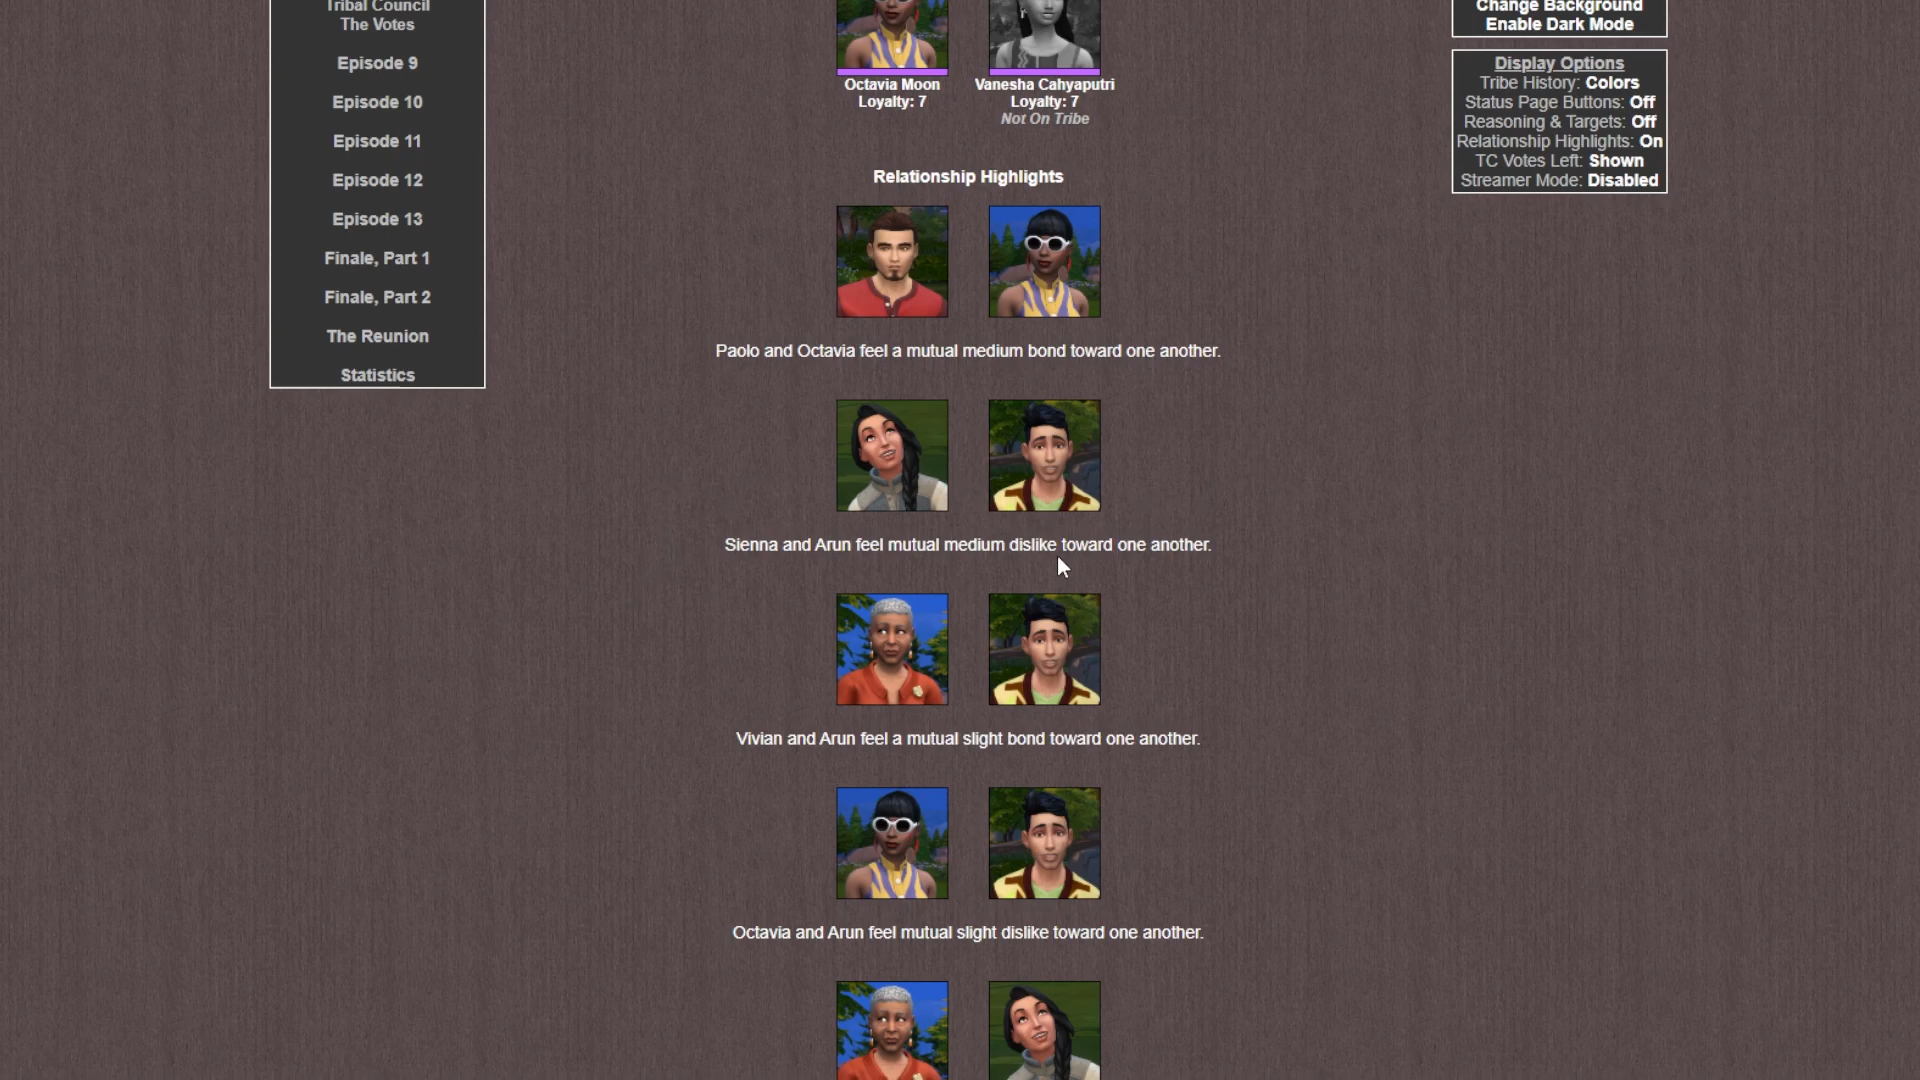 Tribal Council
The Votes
Episode 9
Episode 10
Episode 11
Episode 12
Episode 13
Finale, Part 1
Finale, Part 2
The Reunion
Statistics
Octavia Moon
Loyalty: 7
Vanesha Cahyaputri
Loyalty: 7
Not On Tribe
Relationship Highlights
Paolo and Octavia feel a mutual medium bond toward one another.
Sienna and Arun feel mutual medium dislike toward one another.
Vivian and Arun feel a mutual slight bond toward one another.
Octavia and Arun feel mutual slight dislike toward one another.
Change Background
Enable Dark Mode
Display Options
Tribe History: Colors
Status Page Buttons: Off
Reasoning & Targets: Off
Relationship Highlights: On
TC Votes Left: Shown
Streamer Mode: Disabled